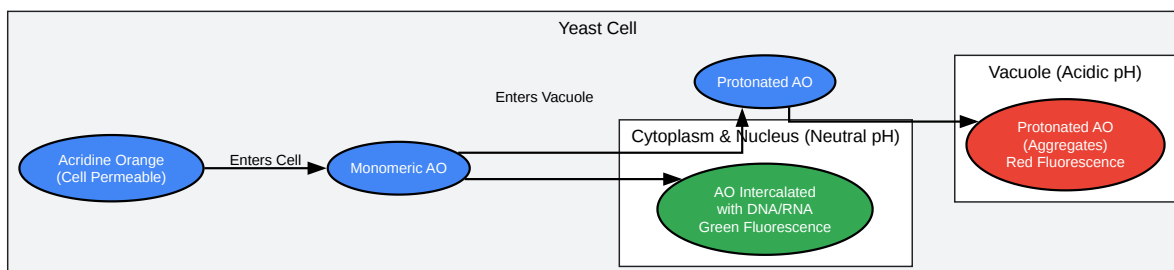 Yeast Cell
Acridine Orange
(Cell Permeable)
Enters Cell
Monomeric AO
Enters Vacuole
Protonated AO
Cytoplasm & Nucleus (Neutral pH)
AO Intercalated
with DNA/RNA
Green Fluorescence
Vacuole (Acidic pH)
Protonated AO
(Aggregates)
Red Fluorescence